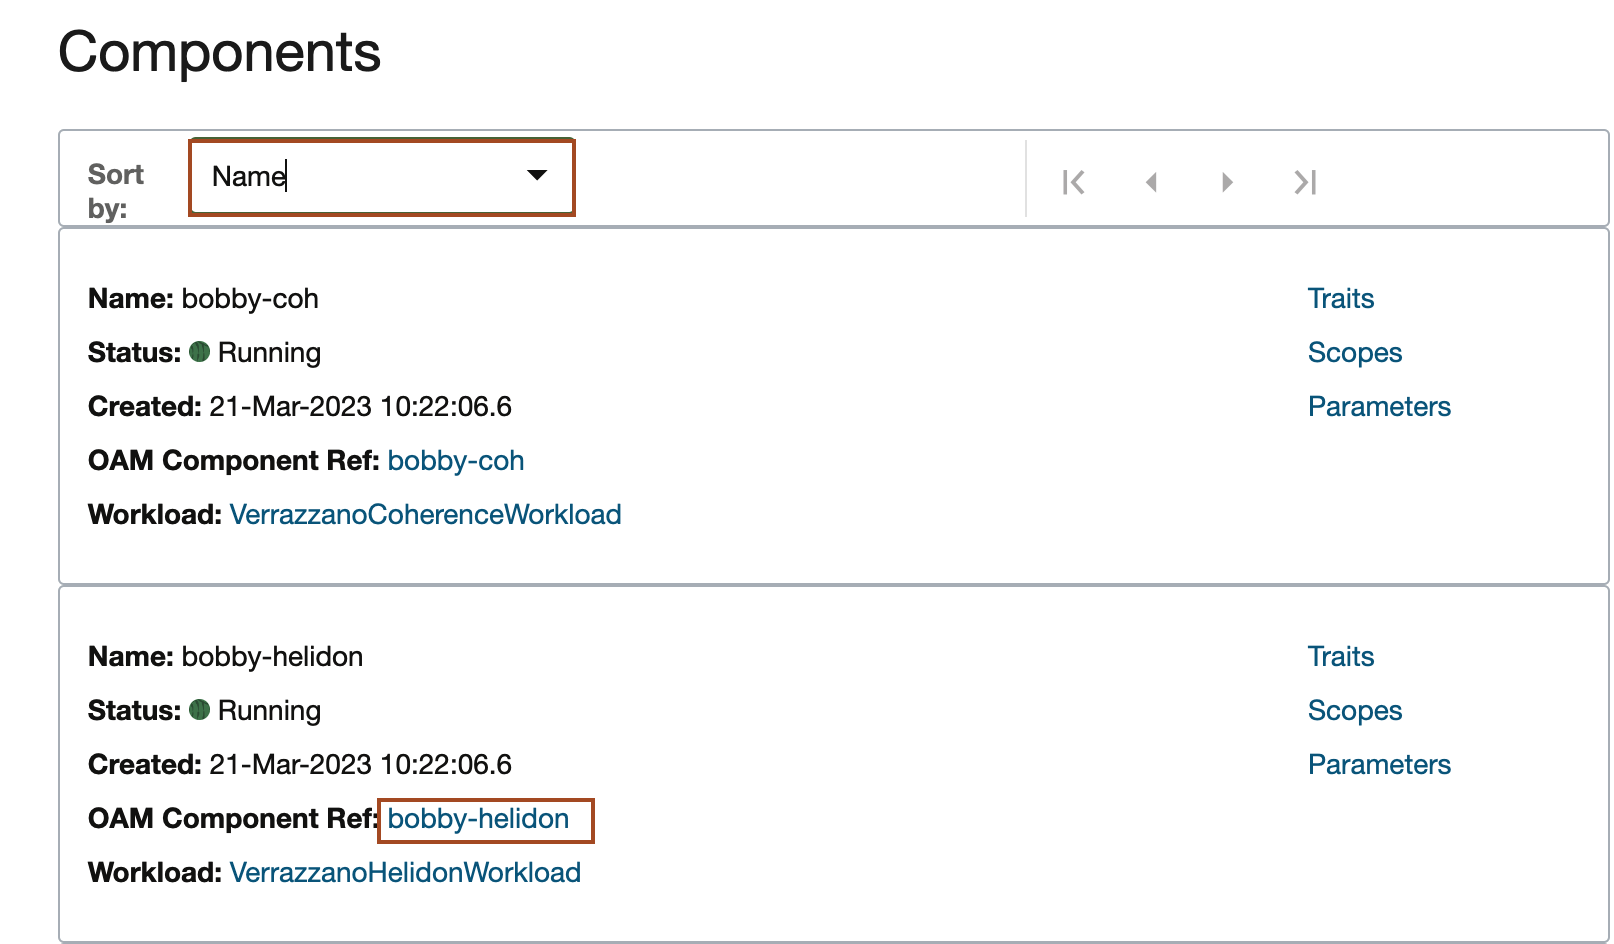 Components
Sort by:
Name
Name: bobby-coh
Status: Running
Created: 21-Mar-2023 10:22:06.6
OAM Component Ref: bobby-coh
Workload: VerrazzanoCoherenceWorkload
Traits
Scopes
Parameters
Name: bobby-helidon
Status: Running
Created: 21-Mar-2023 10:22:06.6
OAM Component Ref: bobby-helidon
Workload: VerrazzanoHelidonWorkload
Traits
Scopes
Parameters